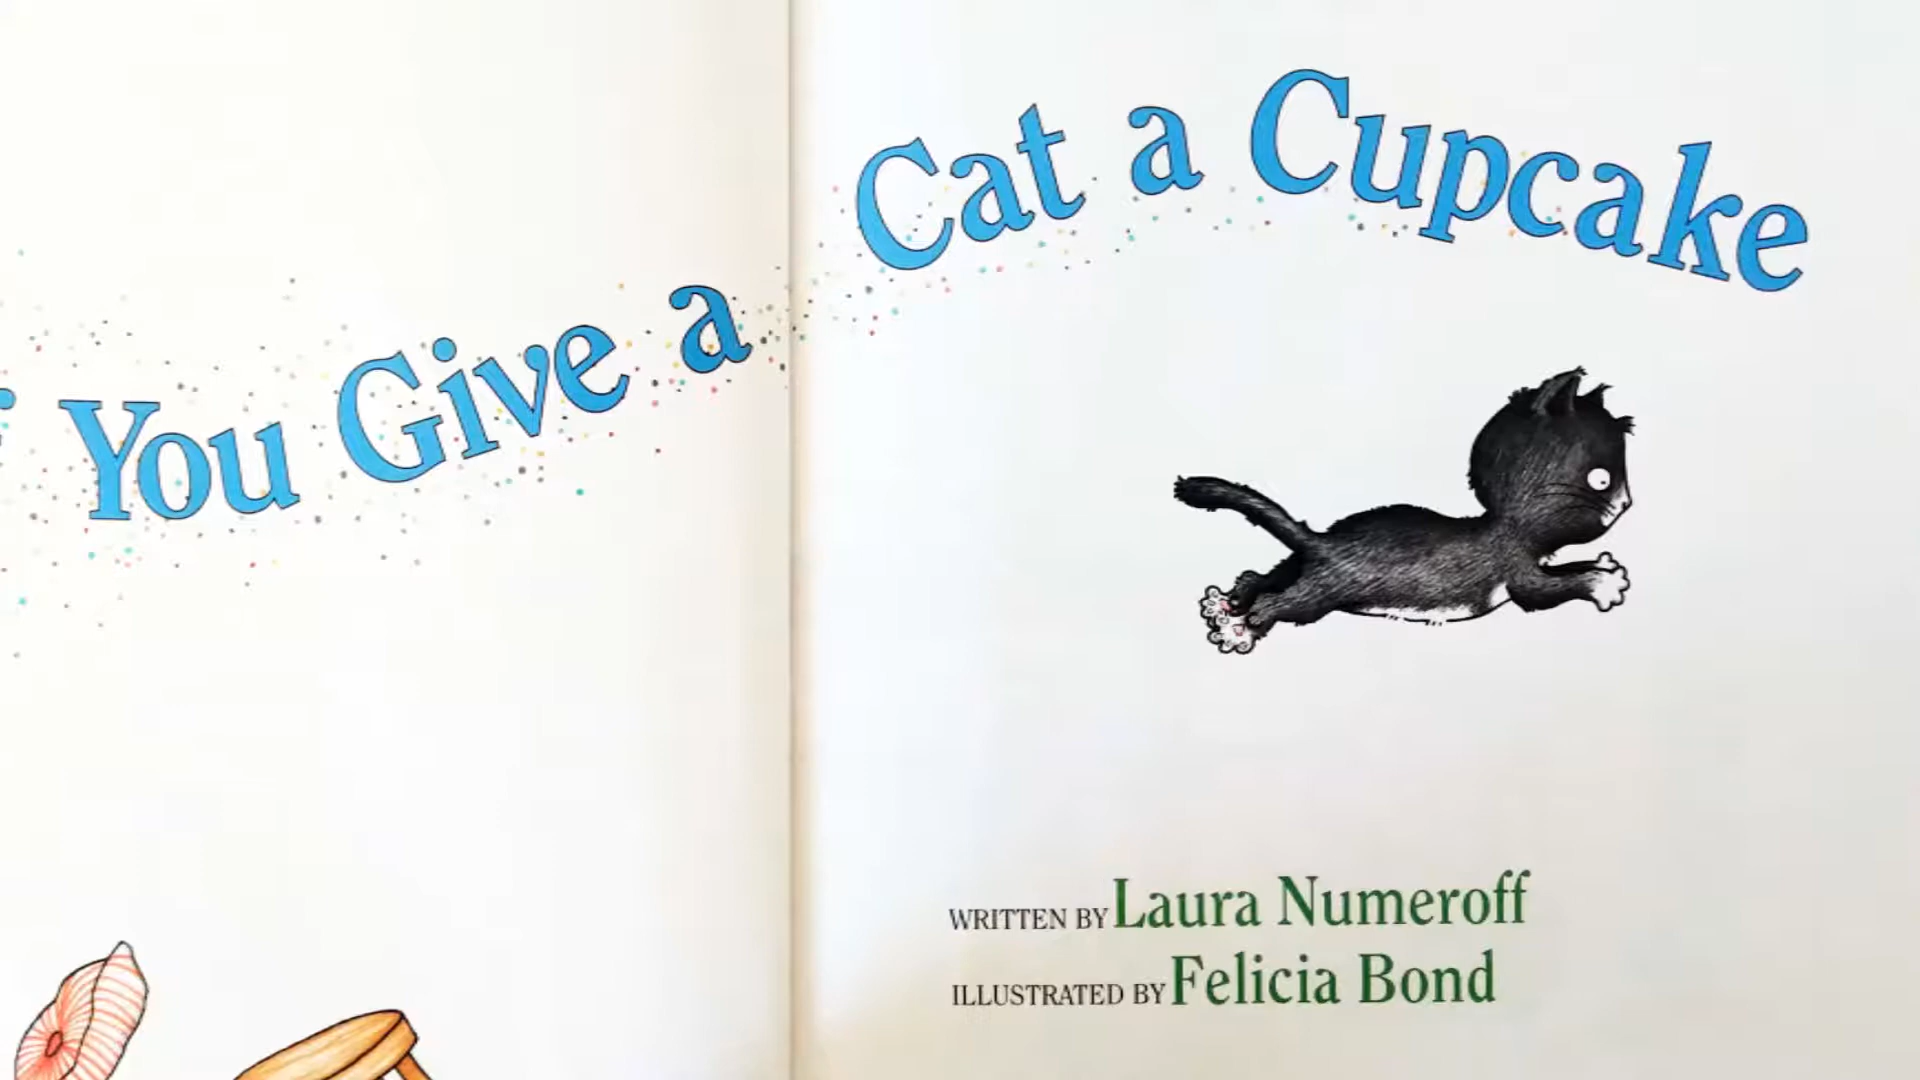 You Give a Cat a Cupcake
WRITTEN BY Laura Numeroff
ILLUSTRATED BY Felicia Bond